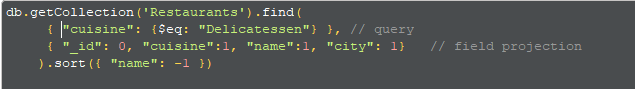 db.getCollection('Restaurants').find(
{ "cuisine": {$eq: "Delicatessen"} }, // query
{ "_id": 0, "cuisine":1, "name":1, "city": 1} // field projection
).sort({ "name": -1 })